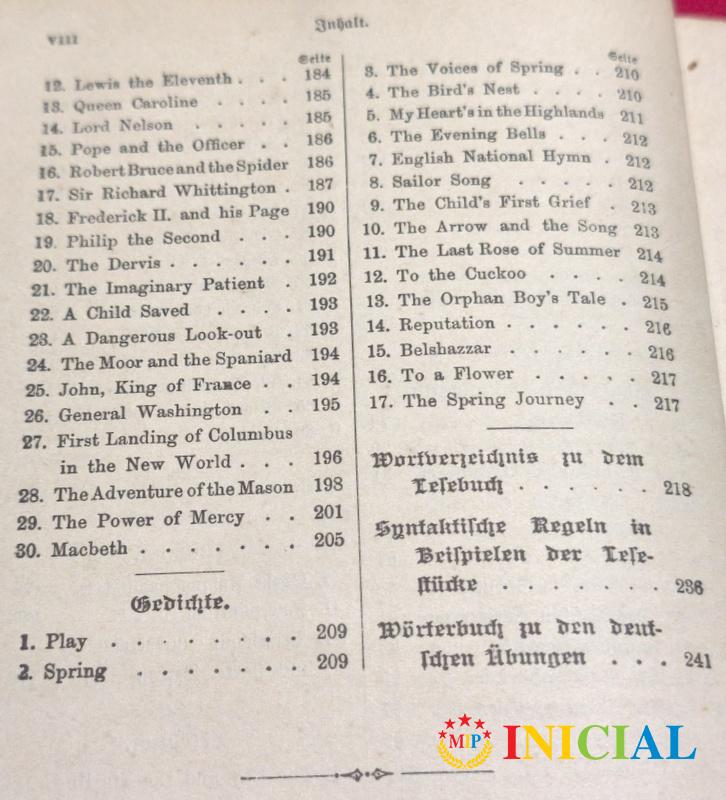 VIII
Inhalt.
Seite
12. Lewis the Eleventh . . . 184
13. Queen Caroline . . . . 185
14. Lord Nelson . . . . . 185
15. Pope and the Officer . . 186
16. Robert Bruce and the Spider 186
17. Sir Richard Whittington . 187
18. Frederick II. and his Page 190
19. Philip the Second . . . 190
20. The Dervis . . . . . . 191
21. The Imaginary Patient . 192
22. A Child Saved . . . . 193
23. A Dangerous Look-out . 193
24. The Moor and the Spaniard 194
25. John, King of France . . 194
26. General Washington . . 195
27. First Landing of Columbus
in the New World . . . 196
28. The Adventure of the Mason 198
29. The Power of Mercy . . 201
30. Macbeth . . . . . . . 205
Gedichte.
1. Play . . . . . . . . 209
2. Spring . . . . . . . 209
Seite
3. The Voices of Spring . . 210
4. The Bird's Nest . . . . 210
5. My Heart's in the Highlands 211
6. The Evening Bells . . . 212
7. English National Hymn . 212
8. Sailor Song . . . . . 212
9. The Child's First Grief . 213
10. The Arrow and the Song 213
11. The Last Rose of Summer 214
12. To the Cuckoo . . . . 214
13. The Orphan Boy's Tale . 215
14. Reputation . . . . . . 216
15. Belshazzar . . . . . . 216
16. To a Flower . . . . . 217
17. The Spring Journey . . 217
Wortverzeichnis zu dem
Lesebuch . . . . . . 218
Syntaktische Regeln in
Beispielen der Lese-
stücke . . . . . . . 236
Wörterbuch zu den deut-
schen Übungen . . . 241
MIP INICIAL